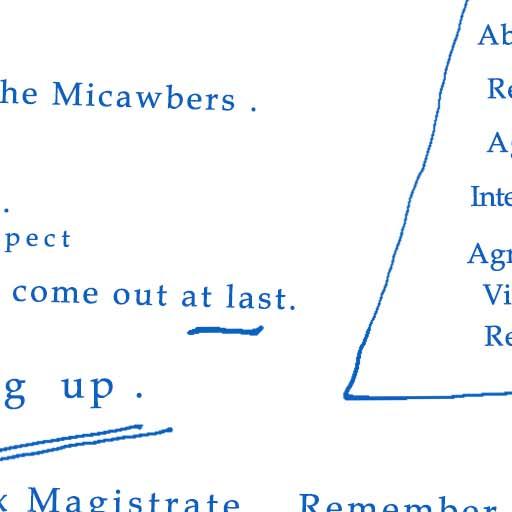 he Micawbers .
.
pect
come out at last.
g up .
x Magistrate
Remember
Ab
Re
Ag
Inte
Agr
Vi
Re